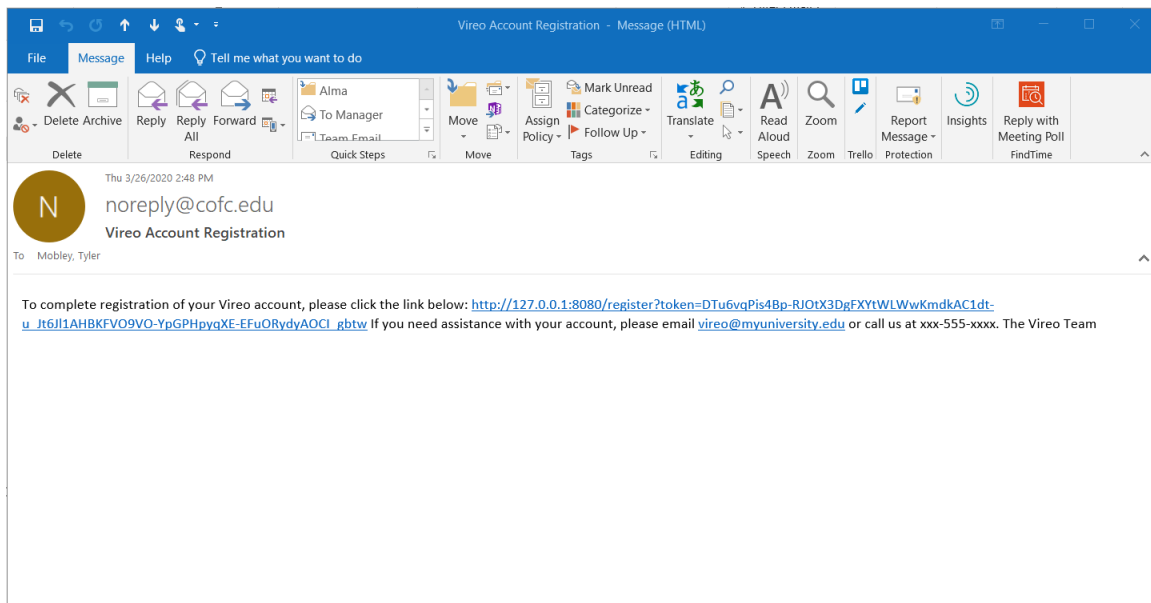 Vireo Account Registration - Message (HTML)
File Message Help Tell me what you want to do
Delete Archive
Reply
Reply All
Forward
Alma
To Manager
Team Email
Move
Assign Policy
Mark Unread
Categorize
Follow Up
Translate
Read Aloud
Zoom
Report Message
Insights
Reply with Meeting Poll
Delete Respond Quick Steps Move Tags Editing Speech Zoom Trello Protection FindTime
N
Thu 3/26/2020 2:48 PM
noreply@cofc.edu
Vireo Account Registration
To Mobley, Tyler
To complete registration of your Vireo account, please click the link below: http://127.0.0.1:8080/register?token=DTu6vqPis4Bp-RJOtX3DgFXYtWLWwKmdkAC1dt-
u_Jt6Jl1AHBKFVO9VO-YpGPHpyqXE-EFuORydyAOCI_gbtw If you need assistance with your account, please email vireo@myuniversity.edu or call us at xxx-555-xxxx. The Vireo Team